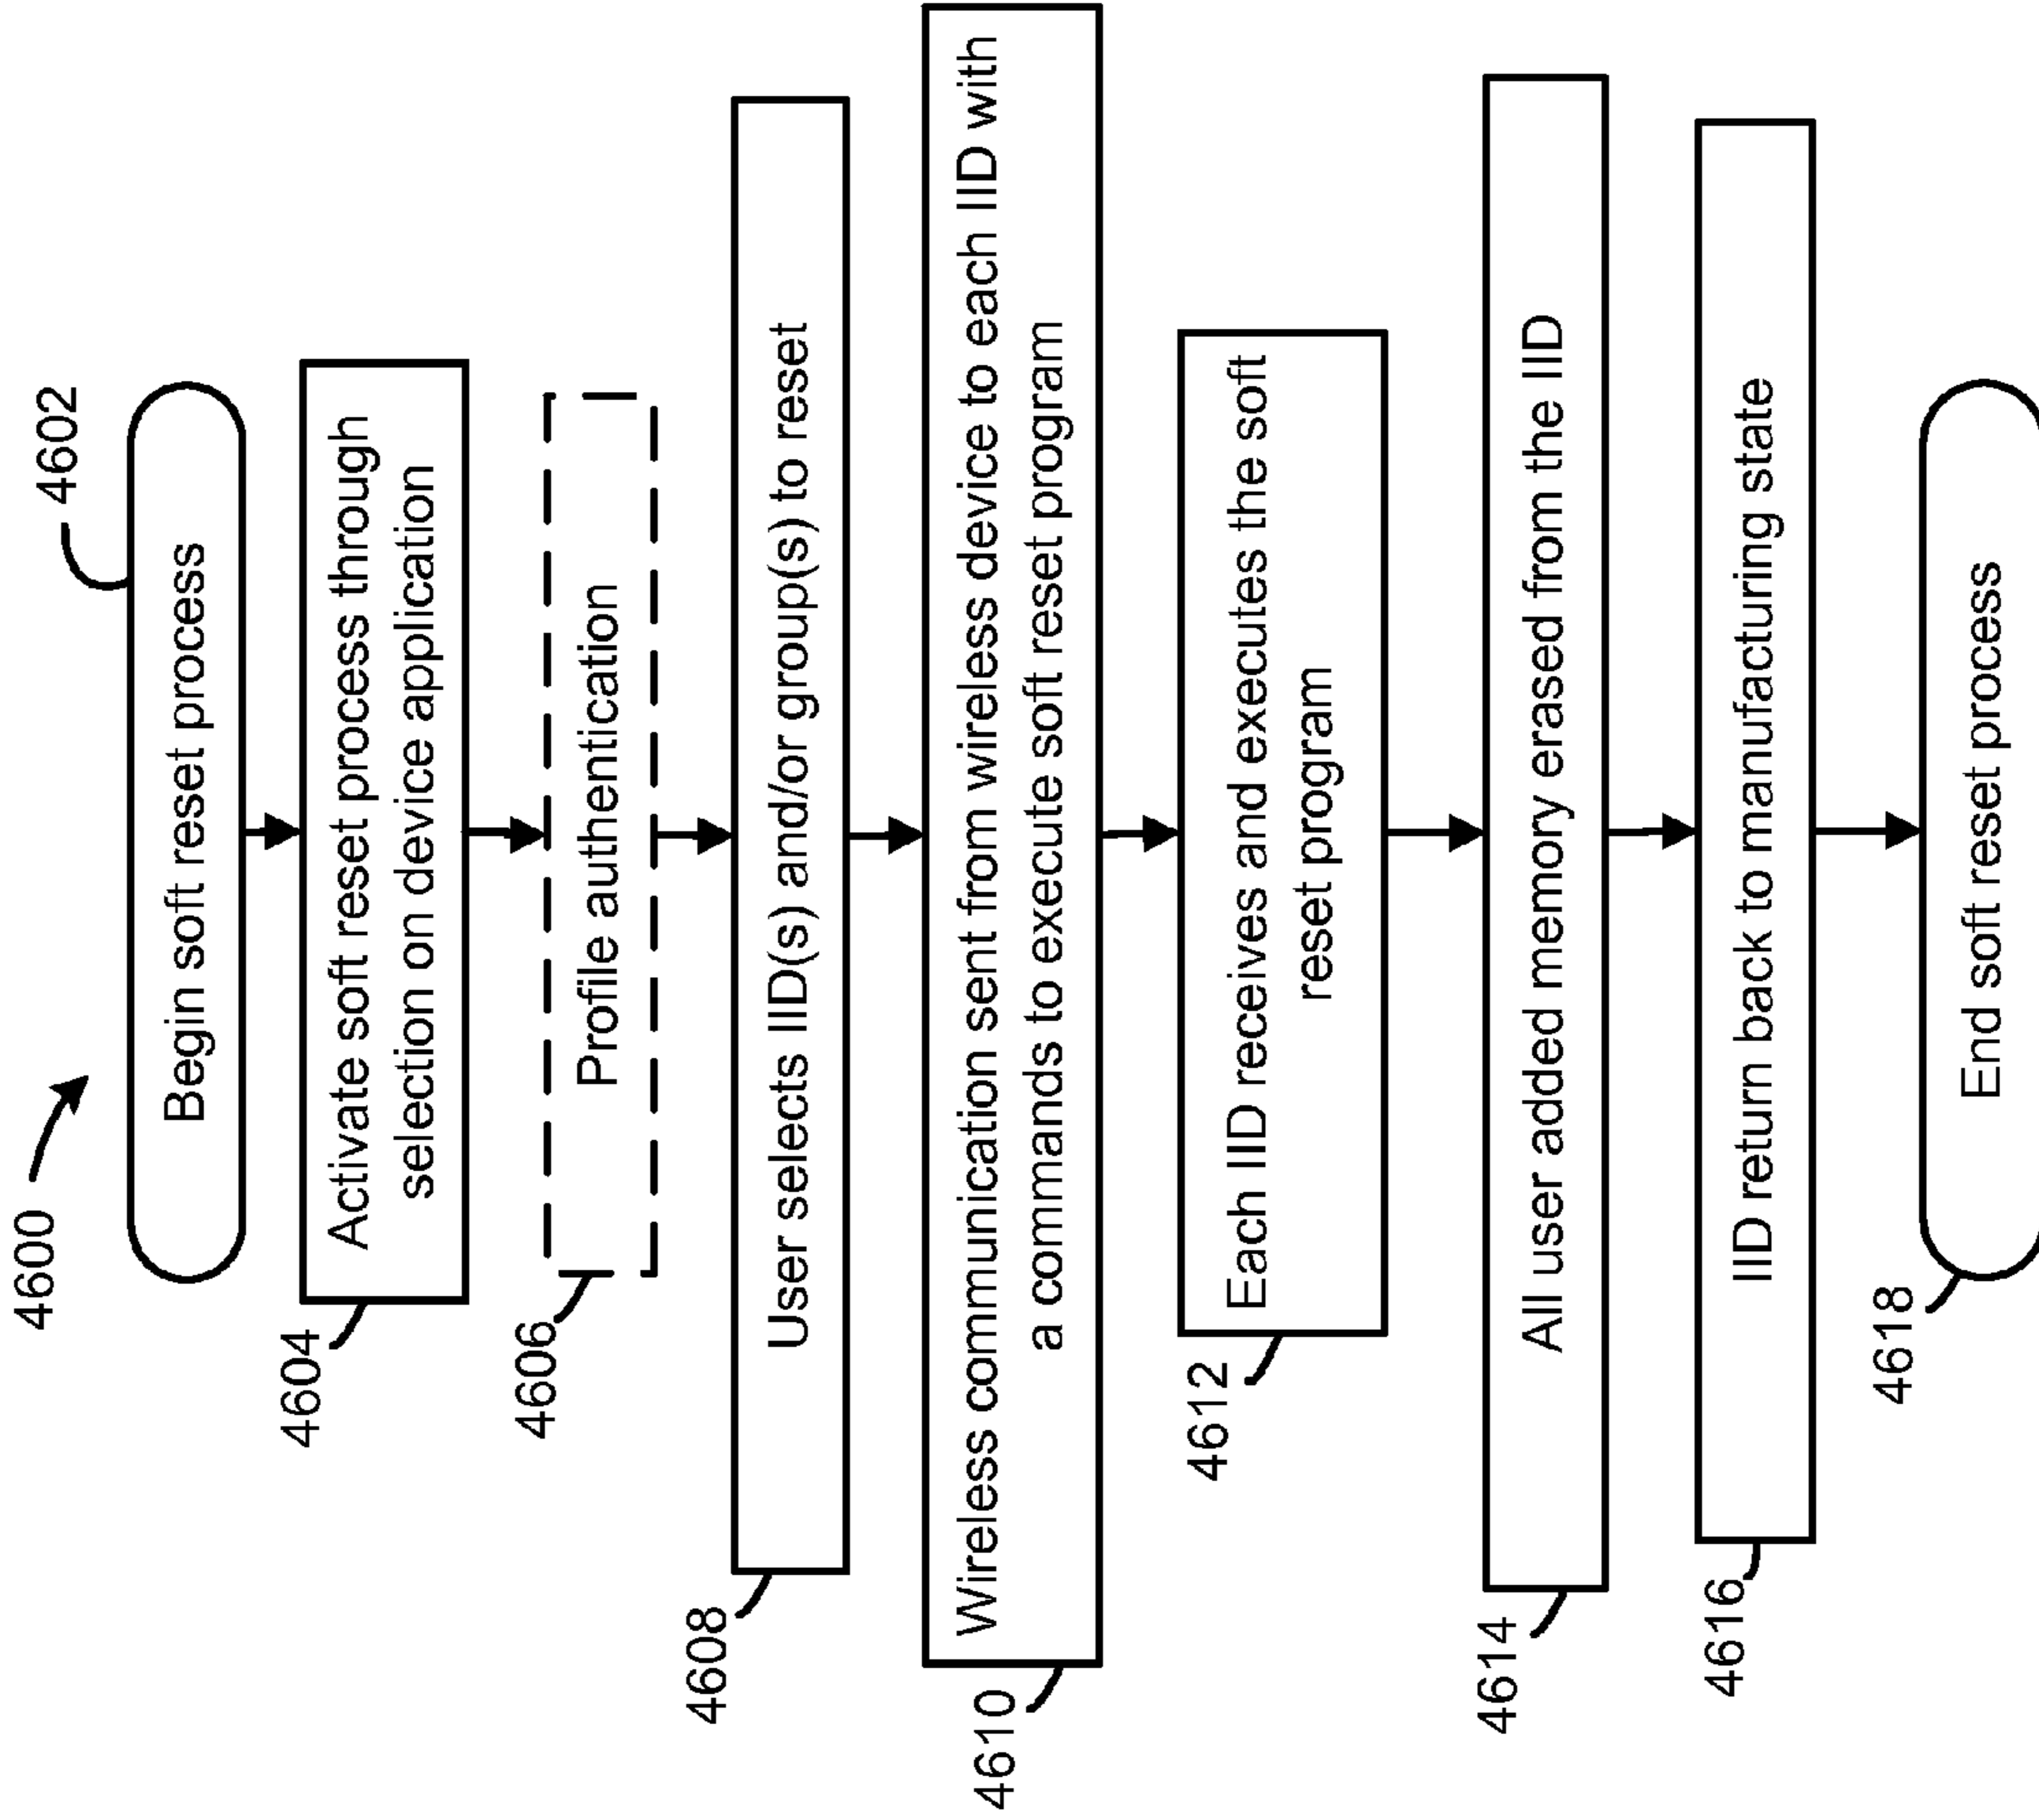 4600
4602
Begin soft reset process
4604
Activate soft reset process through
selection on device application
4606
Profile authentication
4608
User selects IID(s) and/or group(s) to reset
4610
Wireless communication sent from wireless device to each IID with
a commands to execute soft reset program
4612
Each IID receives and executes the soft
reset program
4614
All user added memory erased from the IID
4616
IID return back to manufacturing state
4618
End soft reset process